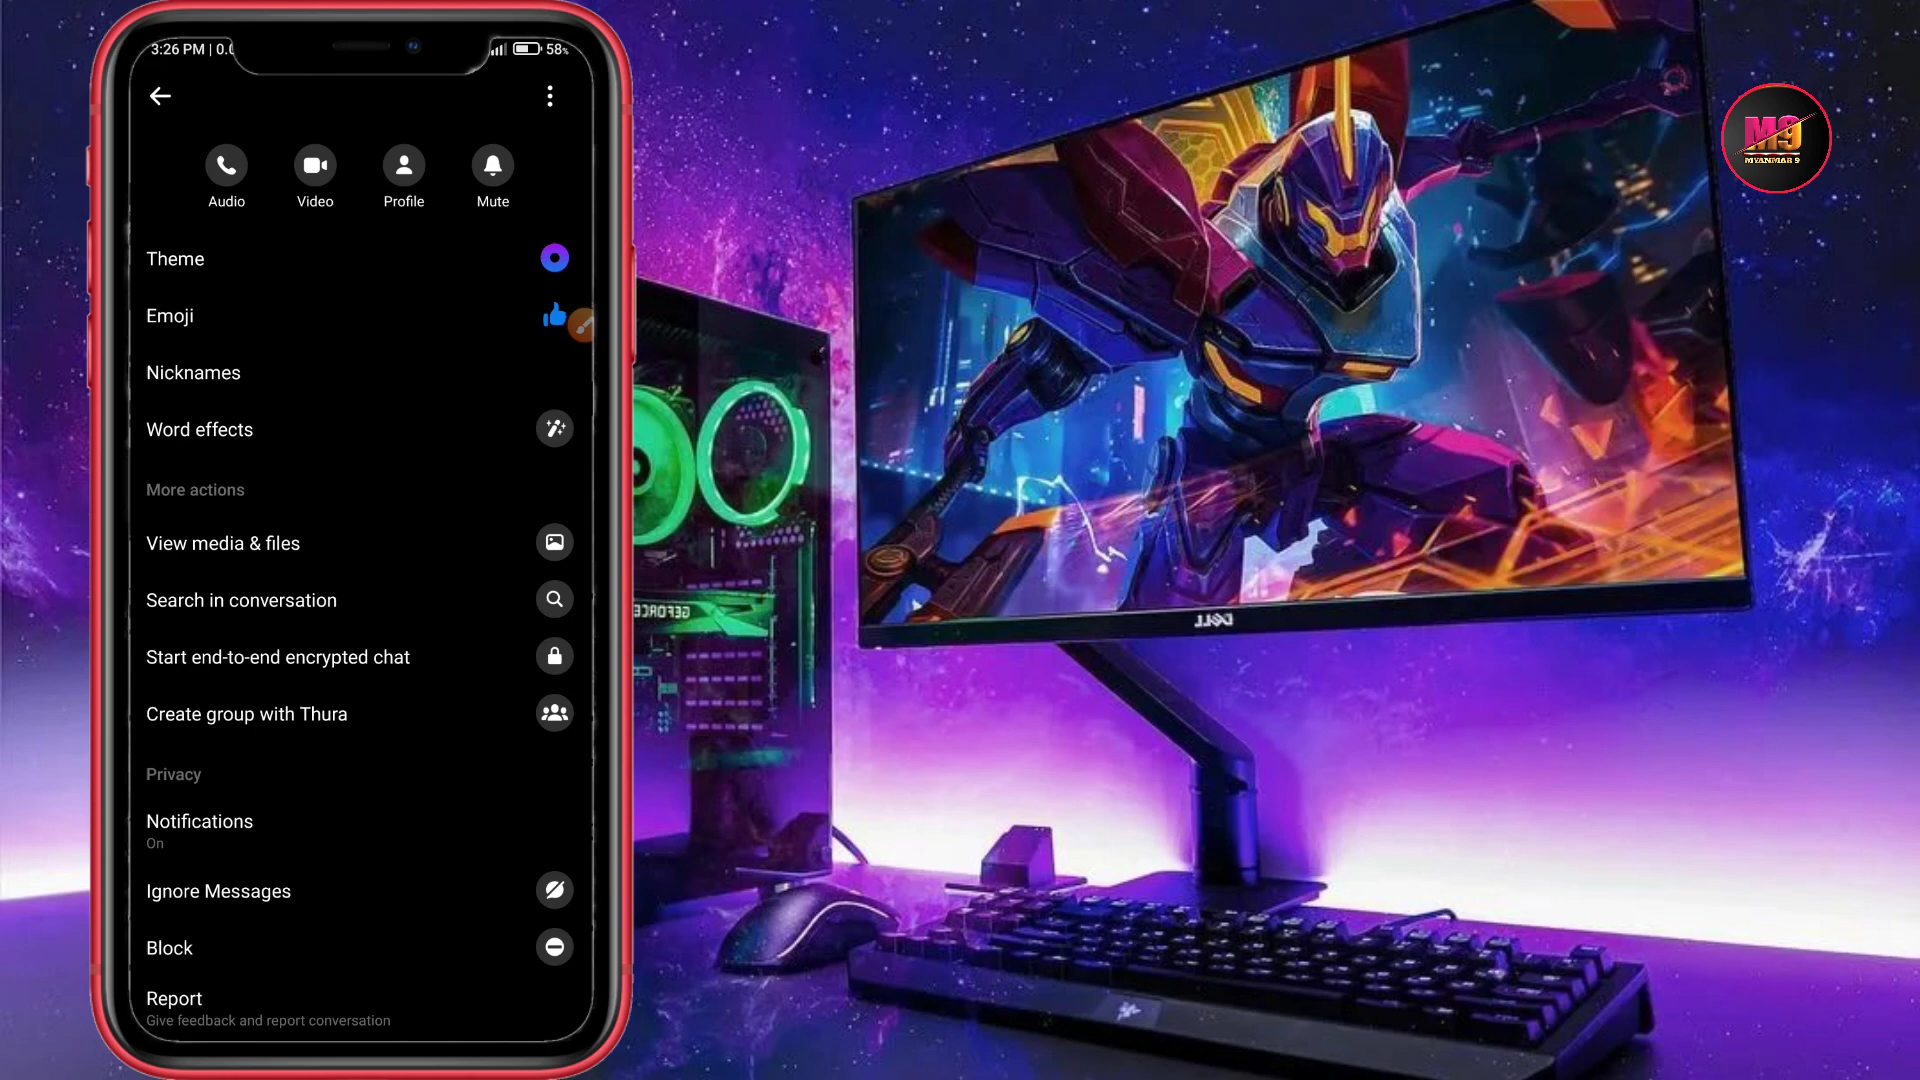 3:26 PM | 0.0
58%
Audio
Video
Profile
Mute
Theme
Emoji
Nicknames
Word effects
More actions
View media & files
Search in conversation
Start end-to-end encrypted chat
Create group with Thura
Privacy
Notifications
On
Ignore Messages
Block
Report
Give feedback and report conversation
GEFORCE
DELL
M9
MYANMAR 9